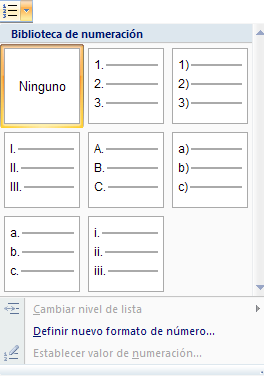 Biblioteca de numeración
Ninguno
1.
2.
3.
1)
2)
3)
I.
II.
III.
A.
B.
C.
a)
b)
c)
a.
b.
c.
i.
ii.
iii.
Cambiar nivel de lista
Definir nuevo formato de número...
Establecer valor de numeración...